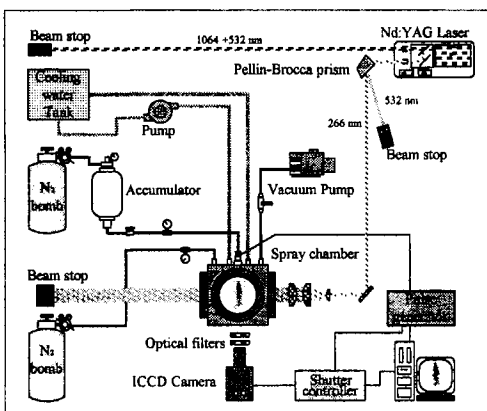 Beam stop
1064 +532 nm
Nd:YAG Laser
Cooling
water
Tank
Pellin-Brocca prism
532 nm
Pump
266 nm
Beam stop
N₂
bomb
Accumulator
Vacuum Pump
Beam stop
Spray chamber
N₂
bomb
Optical filters
ICCD Camera
Shutter
controller